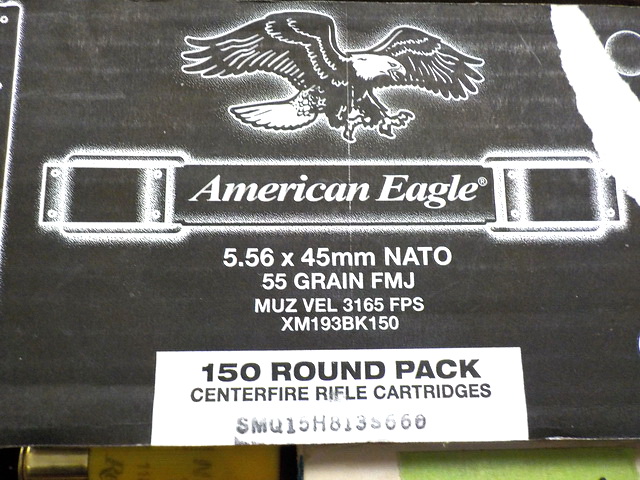 American Eagle®
5.56 x 45mm NATO
55 GRAIN FMJ
MUZ VEL 3165 FPS
XM193BK150
150 ROUND PACK
CENTERFIRE RIFLE CARTRIDGES
SMQ15H813S660